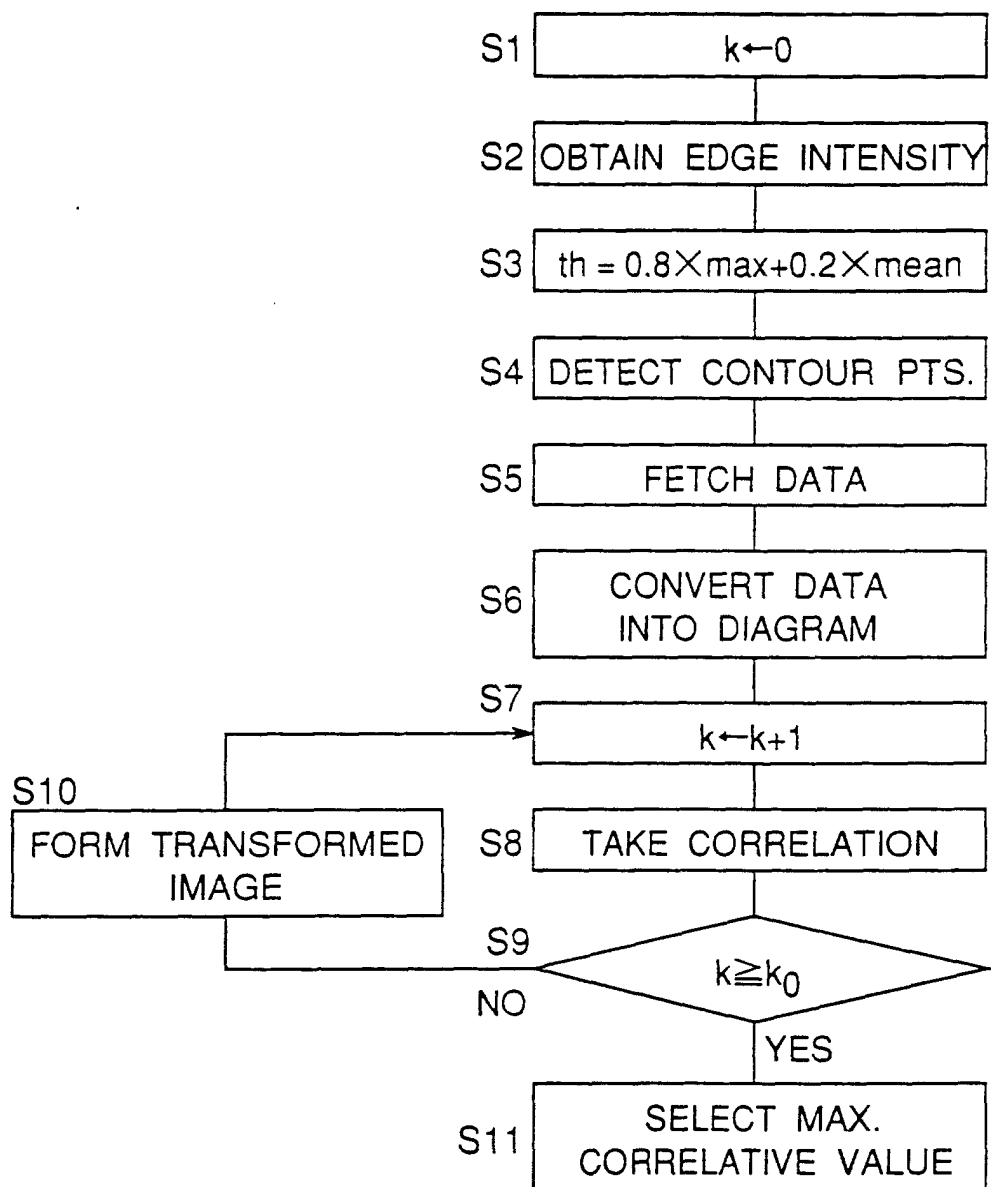 S1
k←0
S2
OBTAIN EDGE INTENSITY
S3
th = 0.8×max+0.2×mean
S4
DETECT CONTOUR PTS.
S5
FETCH DATA
S6
CONVERT DATA
INTO DIAGRAM
S7
k←k+1
S8
TAKE CORRELATION
S9
k≧k0
NO
YES
S10
FORM TRANSFORMED
IMAGE
S11
SELECT MAX.
CORRELATIVE VALUE